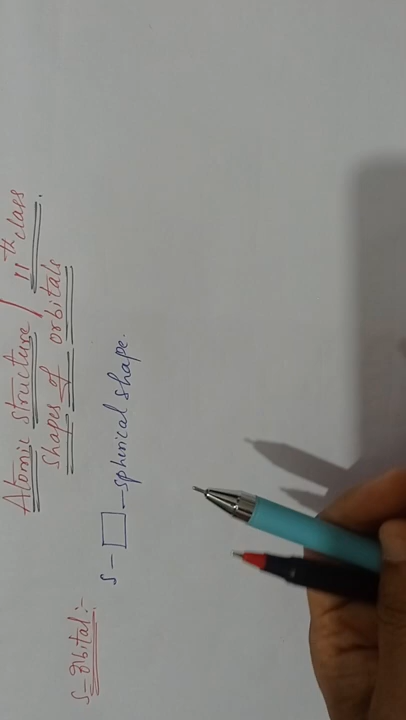 Atomic structure / 11th class.
shapes of orbitals
s-orbital:-
s - □ - spherical shape.